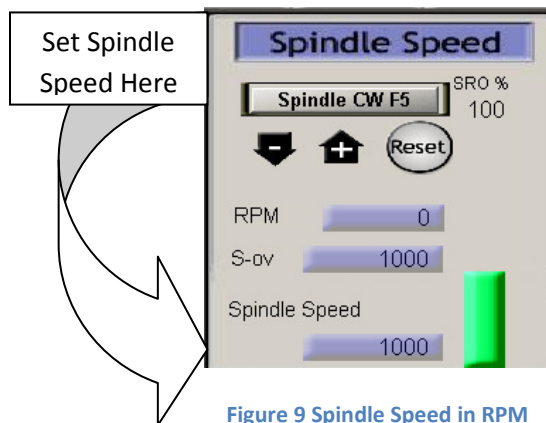 Set Spindle
Speed Here
Spindle Speed
Spindle CW F5
SRO %
100
-
+
Reset
RPM 0
S-ov 1000
Spindle Speed
1000
Figure 9 Spindle Speed in RPM